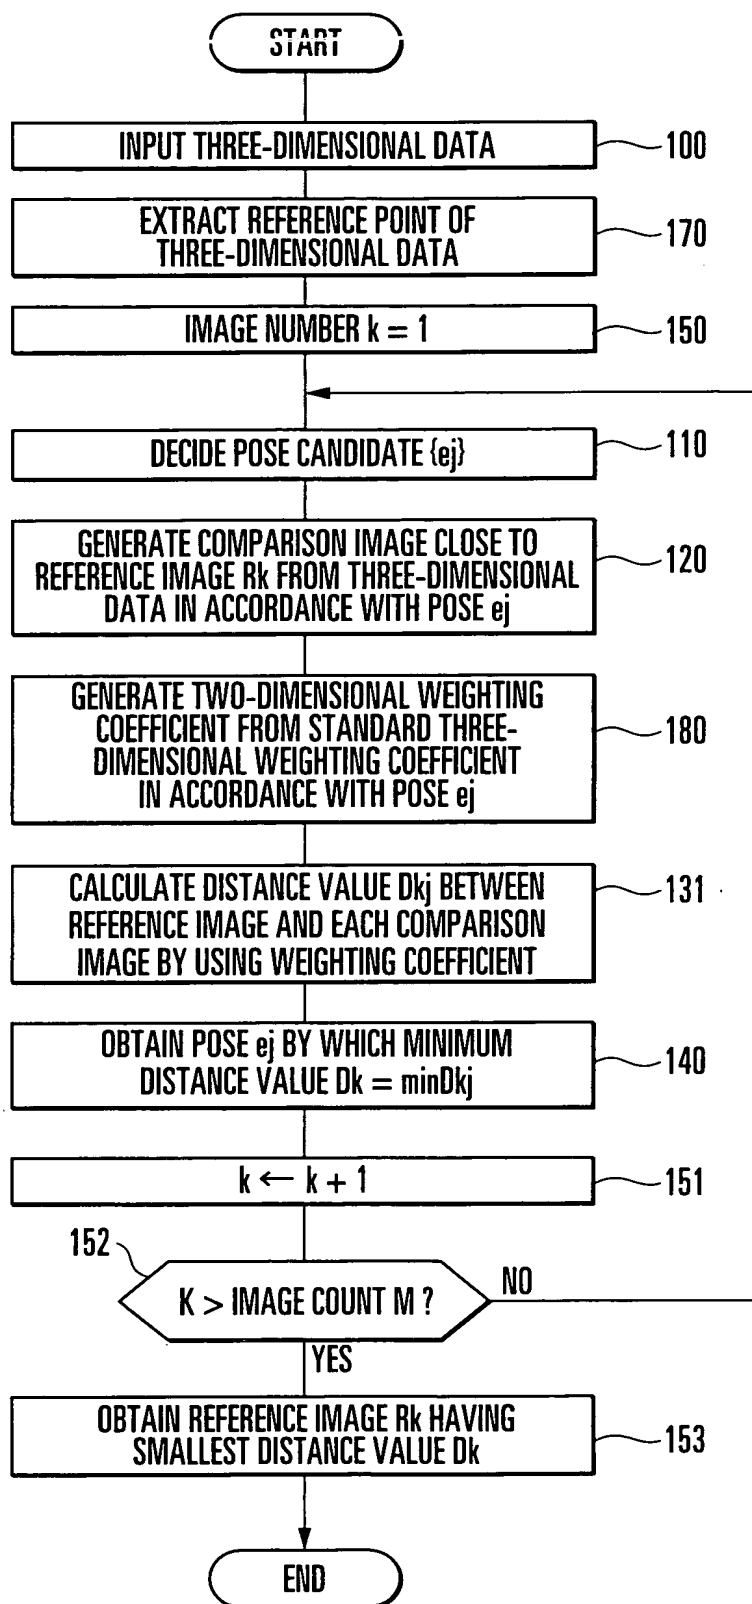 START
INPUT THREE-DIMENSIONAL DATA
100
EXTRACT REFERENCE POINT OF
THREE-DIMENSIONAL DATA
170
IMAGE NUMBER k = 1
150
DECIDE POSE CANDIDATE {ej}
110
GENERATE COMPARISON IMAGE CLOSE TO
REFERENCE IMAGE Rk FROM THREE-DIMENSIONAL
DATA IN ACCORDANCE WITH POSE ej
120
GENERATE TWO-DIMENSIONAL WEIGHTING
COEFFICIENT FROM STANDARD THREE-
DIMENSIONAL WEIGHTING COEFFICIENT
IN ACCORDANCE WITH POSE ej
180
CALCULATE DISTANCE VALUE Dkj BETWEEN
REFERENCE IMAGE AND EACH COMPARISON
IMAGE BY USING WEIGHTING COEFFICIENT
131
OBTAIN POSE ej BY WHICH MINIMUM
DISTANCE VALUE Dk = minDkj
140
k ← k + 1
151
152
K > IMAGE COUNT M ?
NO
YES
OBTAIN REFERENCE IMAGE Rk HAVING
SMALLEST DISTANCE VALUE Dk
153
END